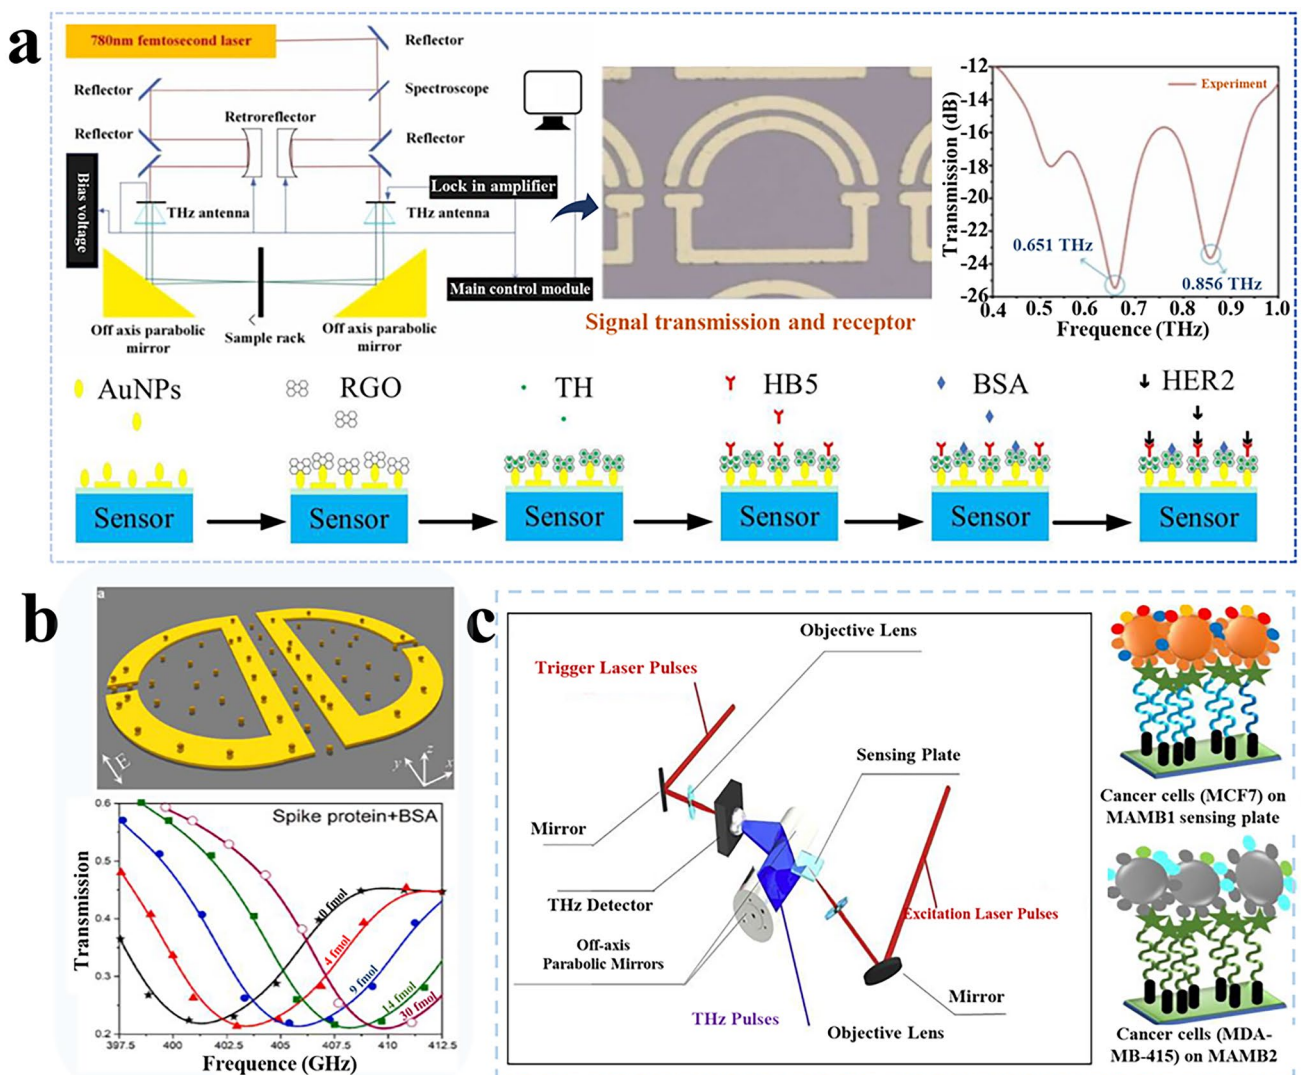 a
780nm femtosecond laser
Reflector
Reflector
Spectroscope
Retroreflector
Reflector
Reflector
Bias voltage
Lock in amplifier
THz antenna
THz antenna
Main control module
Off axis parabolic
mirror
Sample rack
Off axis parabolic
mirror
Signal transmission and receptor
Transmission (dB)
-12
-14
-16
-18
-20
-22
-24
-26
Experiment
0.651 THz
0.856 THz
0.4
0.5
0.6
0.7
0.8
0.9
1.0
Frequence (THz)
AuNPs
RGO
TH
HB5
BSA
HER2
Sensor
Sensor
Sensor
Sensor
Sensor
Sensor
b
a
E
y
z
x
Transmission
0.6
0.5
0.4
0.3
0.2
Spike protein+BSA
0 fmol
4 fmol
9 fmol
14 fmol
30 fmol
397.5
400
402.5
405
407.5
410
412.5
Frequence (GHz)
c
Objective Lens
Trigger Laser Pulses
Sensing Plate
Mirror
THz Detector
Excitation Laser Pulses
Off-axis
Parabolic Mirrors
Mirror
THz Pulses
Objective Lens
Cancer cells (MCF7) on
MAMB1 sensing plate
Cancer cells (MDA-
MB-415) on MAMB2